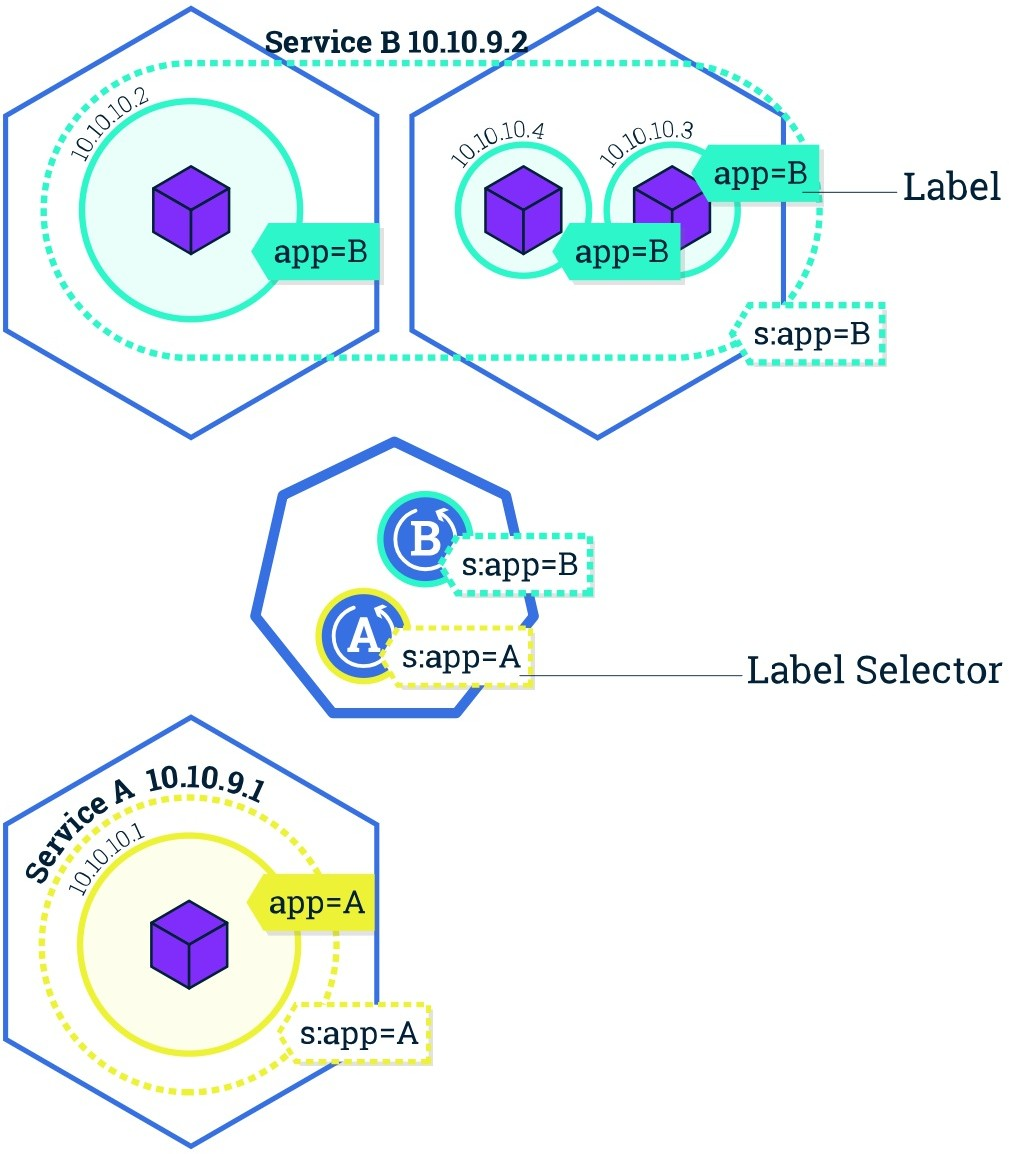 Service B 10.10.9.2
10.10.10.2
10.10.10.4
10.10.10.3
app=B
Label
app=B
app=B
s:app=B
B
s:app=B
A
s:app=A
Label Selector
Service A 10.10.9.1
10.10.10.1
app=A
s:app=A